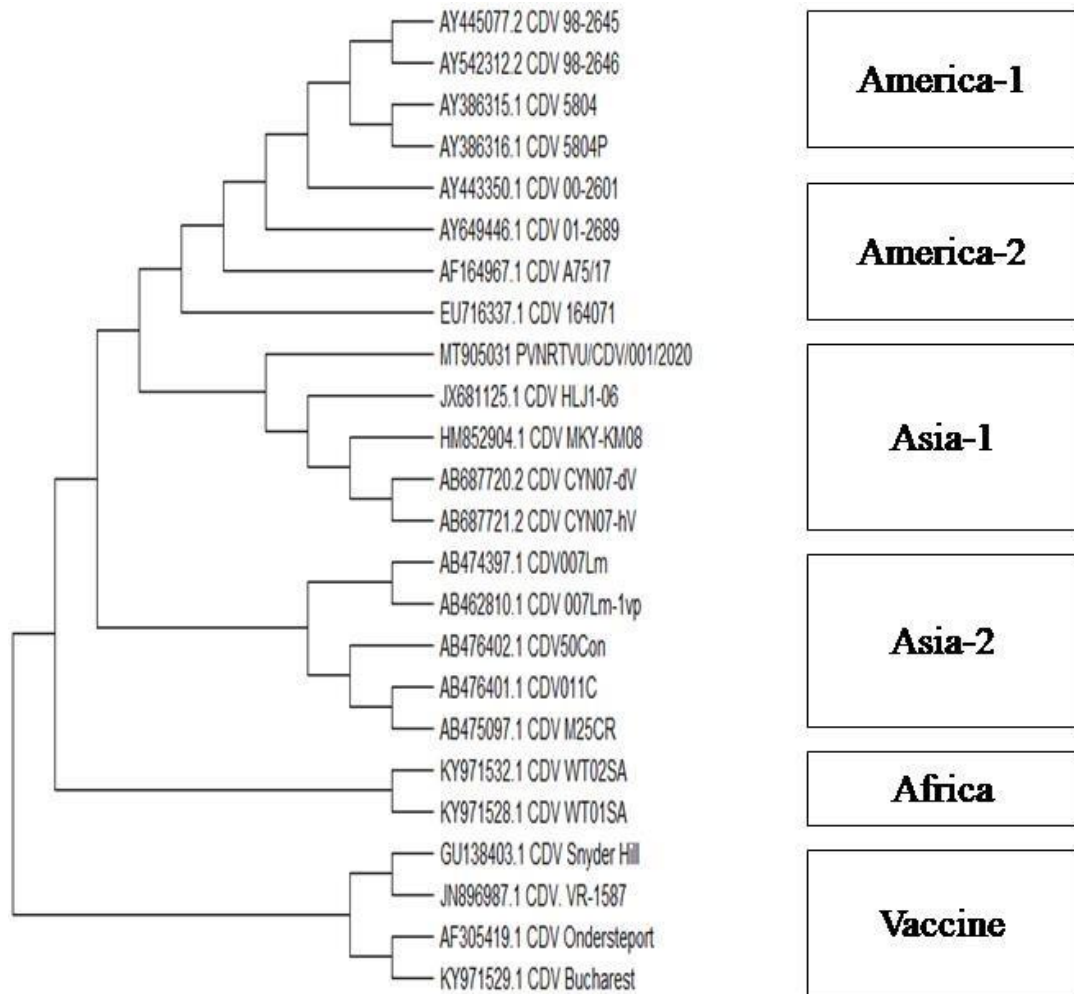 AY445077.2 CDV 98-2645
AY542312.2 CDV 98-2646
AY386315.1 CDV 5804
AY386316.1 CDV 5804P
AY443350.1 CDV 00-2601
AY649446.1 CDV 01-2689
AF164967.1 CDV A75/17
EU716337.1 CDV 164071
MT905031 PVNRTVU/CDV/001/2020
JX681125.1 CDV HLJ1-06
HM852904.1 CDV MKY-KM08
AB687720.2 CDV CYN07-dV
AB687721.2 CDV CYN07-hV
AB474397.1 CDV007Lm
AB462810.1 CDV 007Lm-1vp
AB476402.1 CDV50Con
AB476401.1 CDV011C
AB475097.1 CDV M25CR
KY971532.1 CDV WT02SA
KY971528.1 CDV WT01SA
GU138403.1 CDV Snyder Hill
JN896987.1 CDV. VR-1587
AF305419.1 CDV Ondersteport
KY971529.1 CDV Bucharest
America-1
America-2
Asia-1
Asia-2
Africa
Vaccine